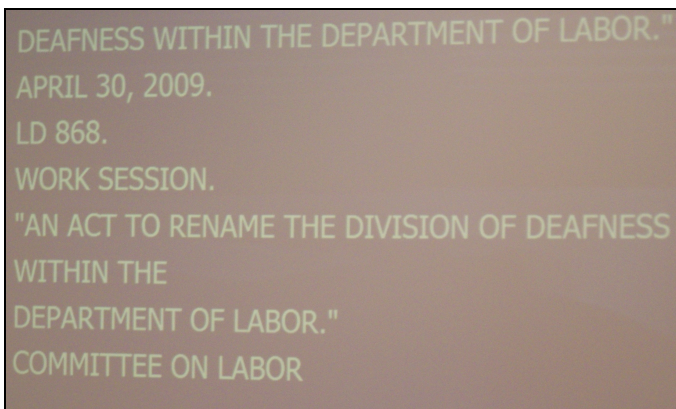 DEAFNESS WITHIN THE DEPARTMENT OF LABOR."
APRIL 30, 2009.
LD 868.
WORK SESSION.
"AN ACT TO RENAME THE DIVISION OF DEAFNESS
WITHIN THE
DEPARTMENT OF LABOR."
COMMITTEE ON LABOR